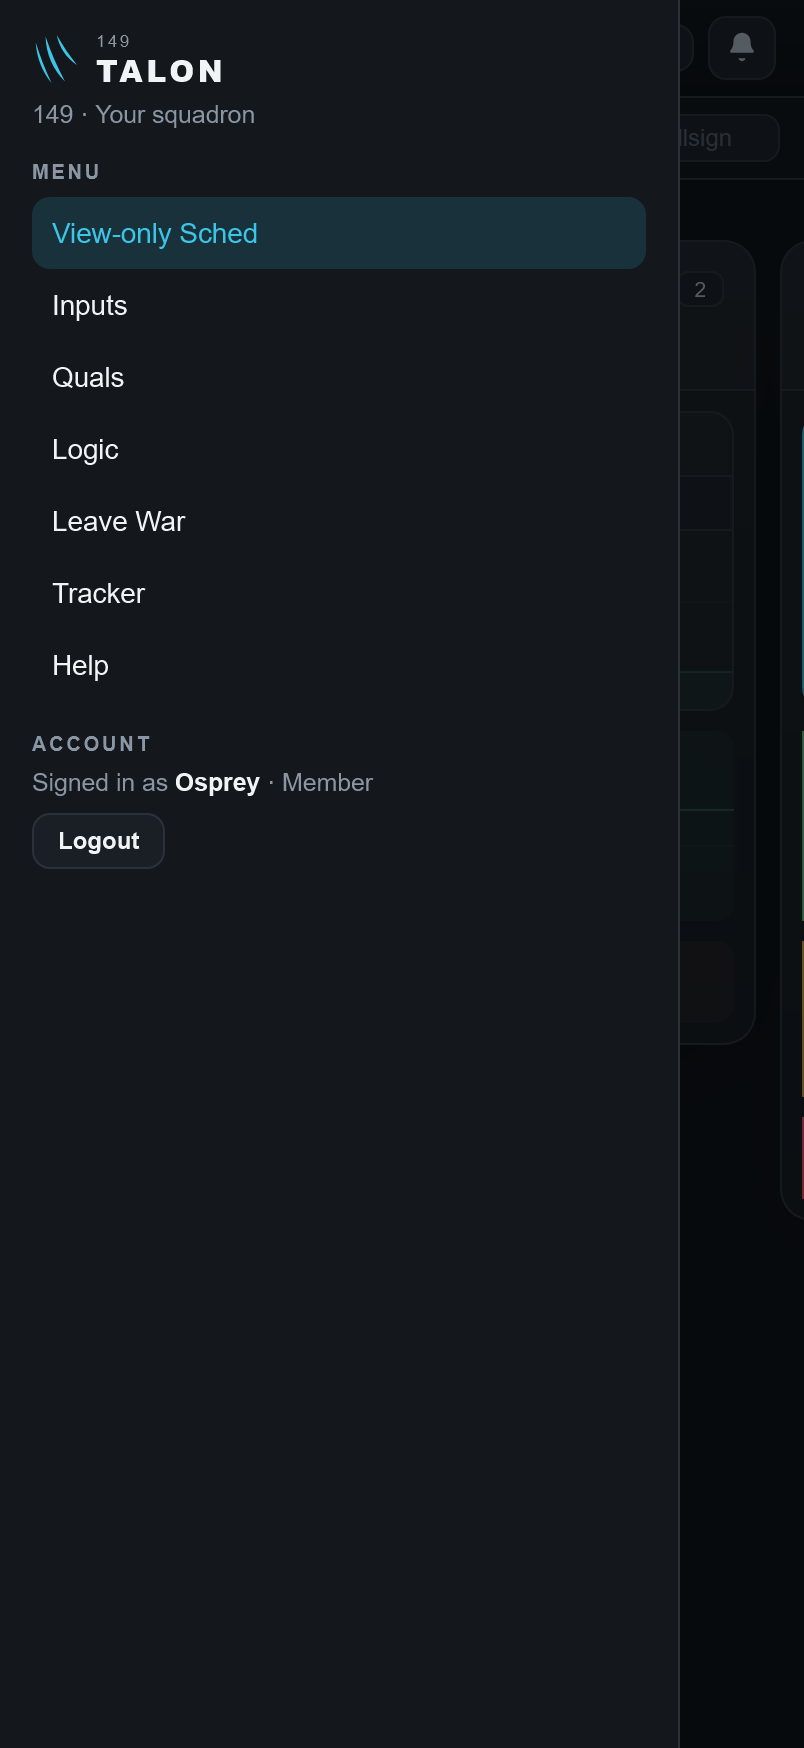 149
TALON
149 · Your squadron
MENU
View-only Sched
Inputs
Quals
Logic
Leave War
Tracker
Help
ACCOUNT
Signed in as Osprey · Member
Logout
2